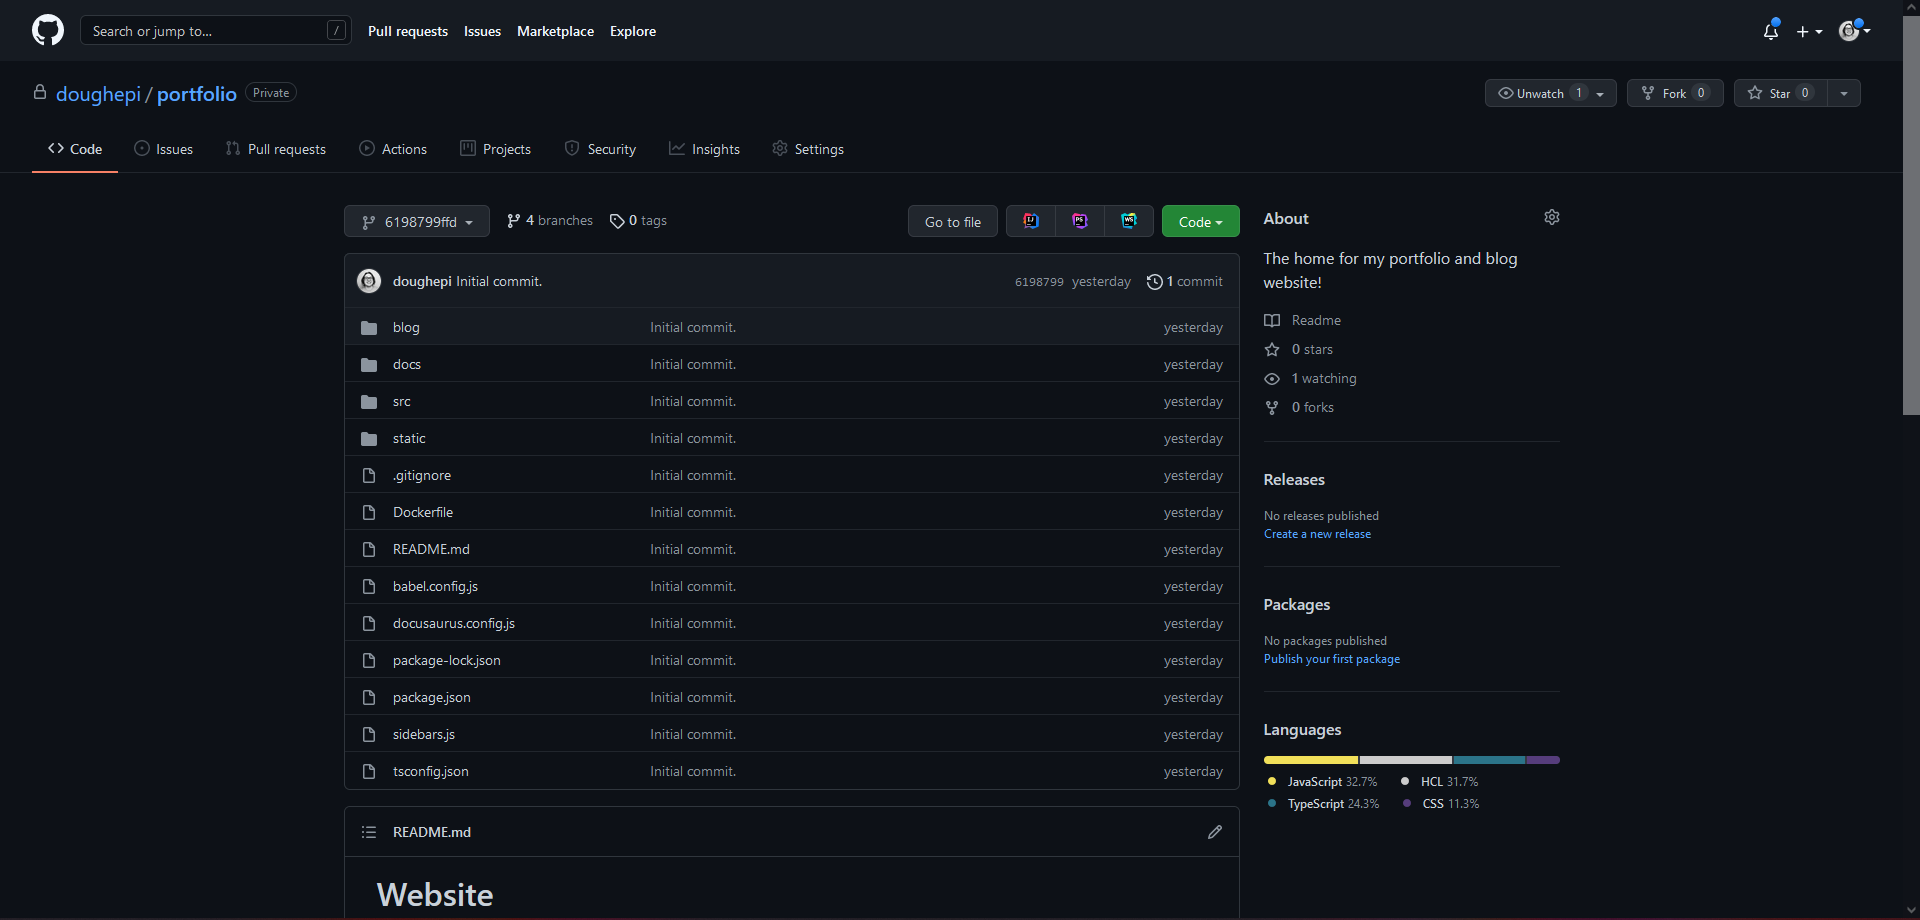 Search or jump to... / Pull requests Issues Marketplace Explore
doughepi / portfolio Private Unwatch 1 Fork 0 Star 0
Code Issues Pull requests Actions Projects Security Insights Settings
6198799ffd 4 branches 0 tags Go to file IJ PS WS Code
doughepi Initial commit. 6198799 yesterday 1 commit
blog Initial commit. yesterday
docs Initial commit. yesterday
src Initial commit. yesterday
static Initial commit. yesterday
.gitignore Initial commit. yesterday
Dockerfile Initial commit. yesterday
README.md Initial commit. yesterday
babel.config.js Initial commit. yesterday
docusaurus.config.js Initial commit. yesterday
package-lock.json Initial commit. yesterday
package.json Initial commit. yesterday
sidebars.js Initial commit. yesterday
tsconfig.json Initial commit. yesterday
README.md
Website
About
The home for my portfolio and blog
website!
Readme
0 stars
1 watching
0 forks
Releases
No releases published
Create a new release
Packages
No packages published
Publish your first package
Languages
JavaScript 32.7% HCL 31.7%
TypeScript 24.3% CSS 11.3%